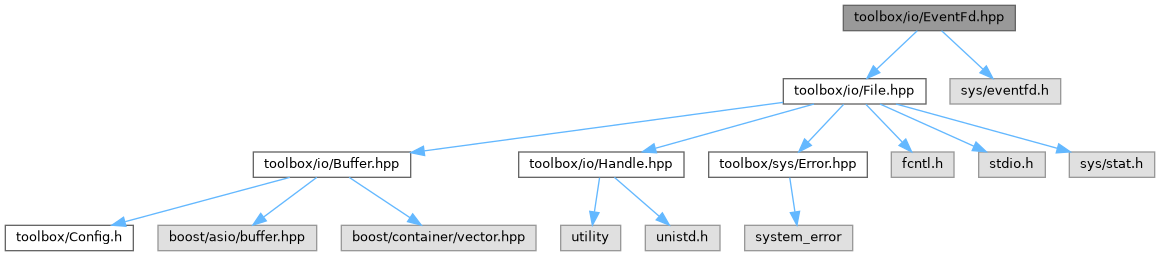 toolbox/io/EventFd.hpp
toolbox/io/File.hpp
sys/eventfd.h
toolbox/io/Buffer.hpp
toolbox/io/Handle.hpp
toolbox/sys/Error.hpp
fcntl.h
stdio.h
sys/stat.h
toolbox/Config.h
boost/asio/buffer.hpp
boost/container/vector.hpp
utility
unistd.h
system_error